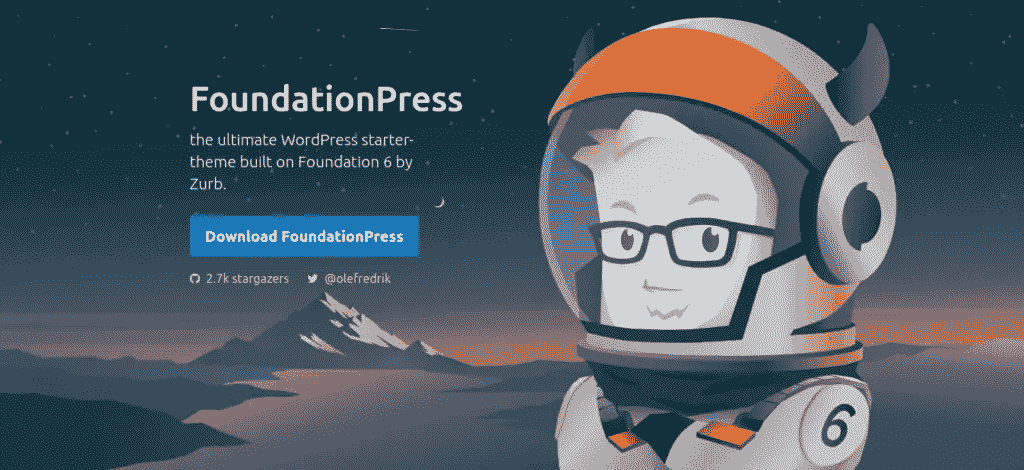 FoundationPress
the ultimate WordPress starter-
theme built on Foundation 6 by
Zurb.
Download FoundationPress
2.7k stargazers @olefredrik
6